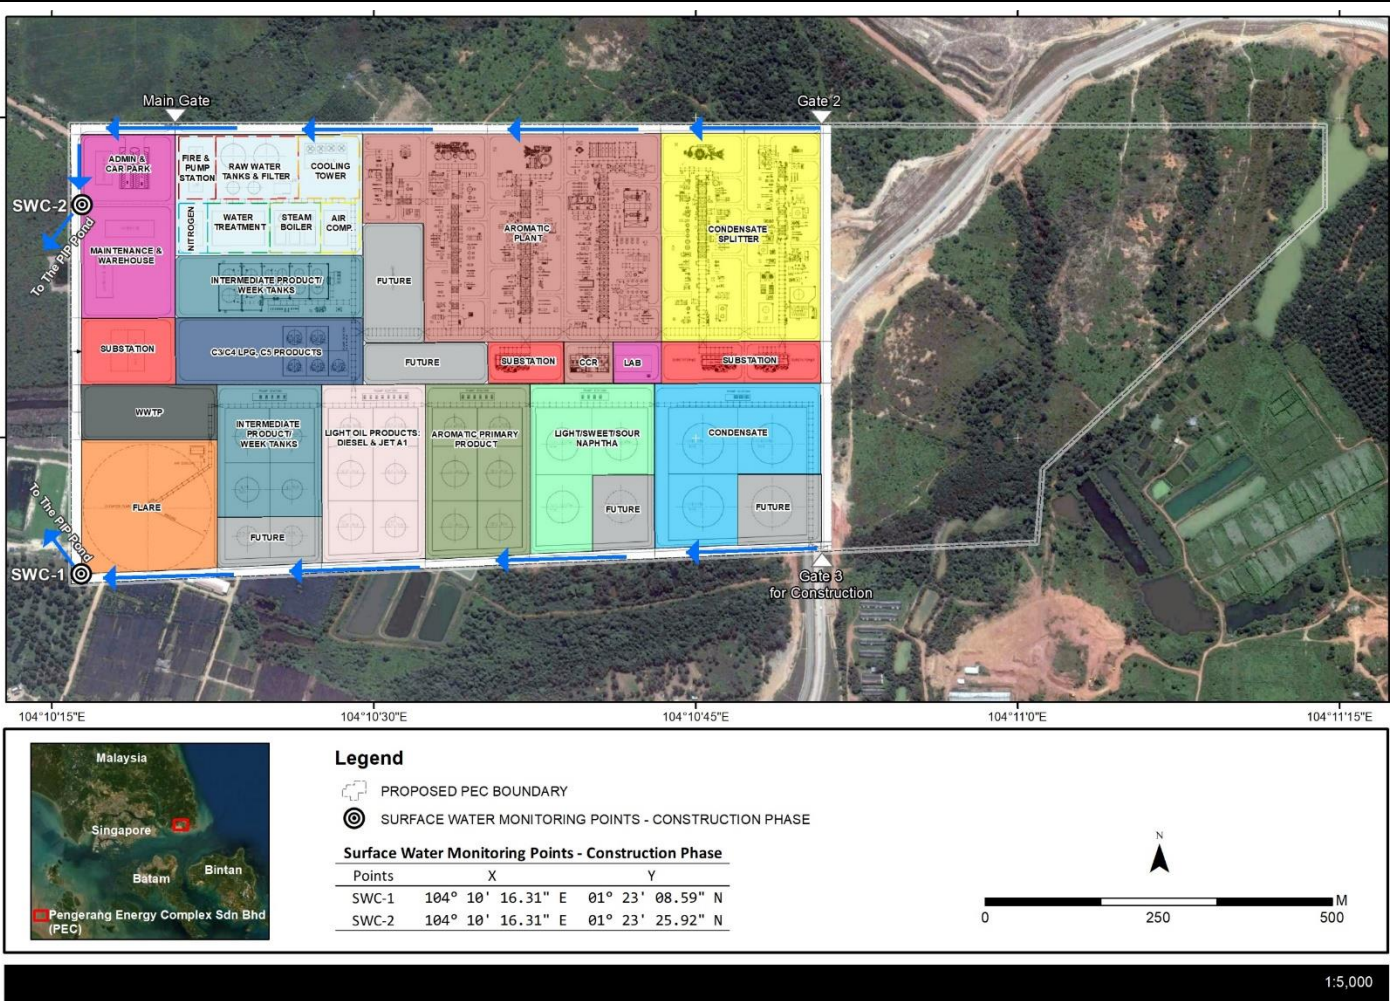 Main Gate
Gate 2
ADMIN &
CAR PARK
FIRE &
PUMP
STATION
RAW WATER
TANKS & FILTER
COOLING
TOWER
SWC-2
To The PIP Pond
NITROGEN
WATER
TREATMENT
STEAM
BOILER
AIR
COMP.
AROMATIC
PLANT
CONDENSATE
SPLITTER
MAINTENANCE &
WAREHOUSE
INTERMEDIATE PRODUCT/
WEEK TANKS
FUTURE
SUBSTATION
C3/C4 LPG, C5 PRODUCTS
FUTURE
SUBSTATION
CCR
LAB
SUBSTATION
WWTP
INTERMEDIATE
PRODUCT/
WEEK TANKS
LIGHT OIL PRODUCTS:
DIESEL & JET A1
AROMATIC PRIMARY
PRODUCT
LIGHT/SWEET/SOUR
NAPHTHA
CONDENSATE
FLARE
FUTURE
FUTURE
FUTURE
To The PIP Pond
SWC-1
Gate 3
for Construction
104°10'15"E
104°10'30"E
104°10'45"E
104°11'0"E
104°11'15"E
Malaysia
Singapore
Batam
Bintan
Pengerang Energy Complex Sdn Bhd
(PEC)
Legend
PROPOSED PEC BOUNDARY
SURFACE WATER MONITORING POINTS - CONSTRUCTION PHASE
Surface Water Monitoring Points - Construction Phase
Points X Y
SWC-1 104° 10' 16.31" E 01° 23' 08.59" N
SWC-2 104° 10' 16.31" E 01° 23' 25.92" N
N
M
0 250 500
1:5,000